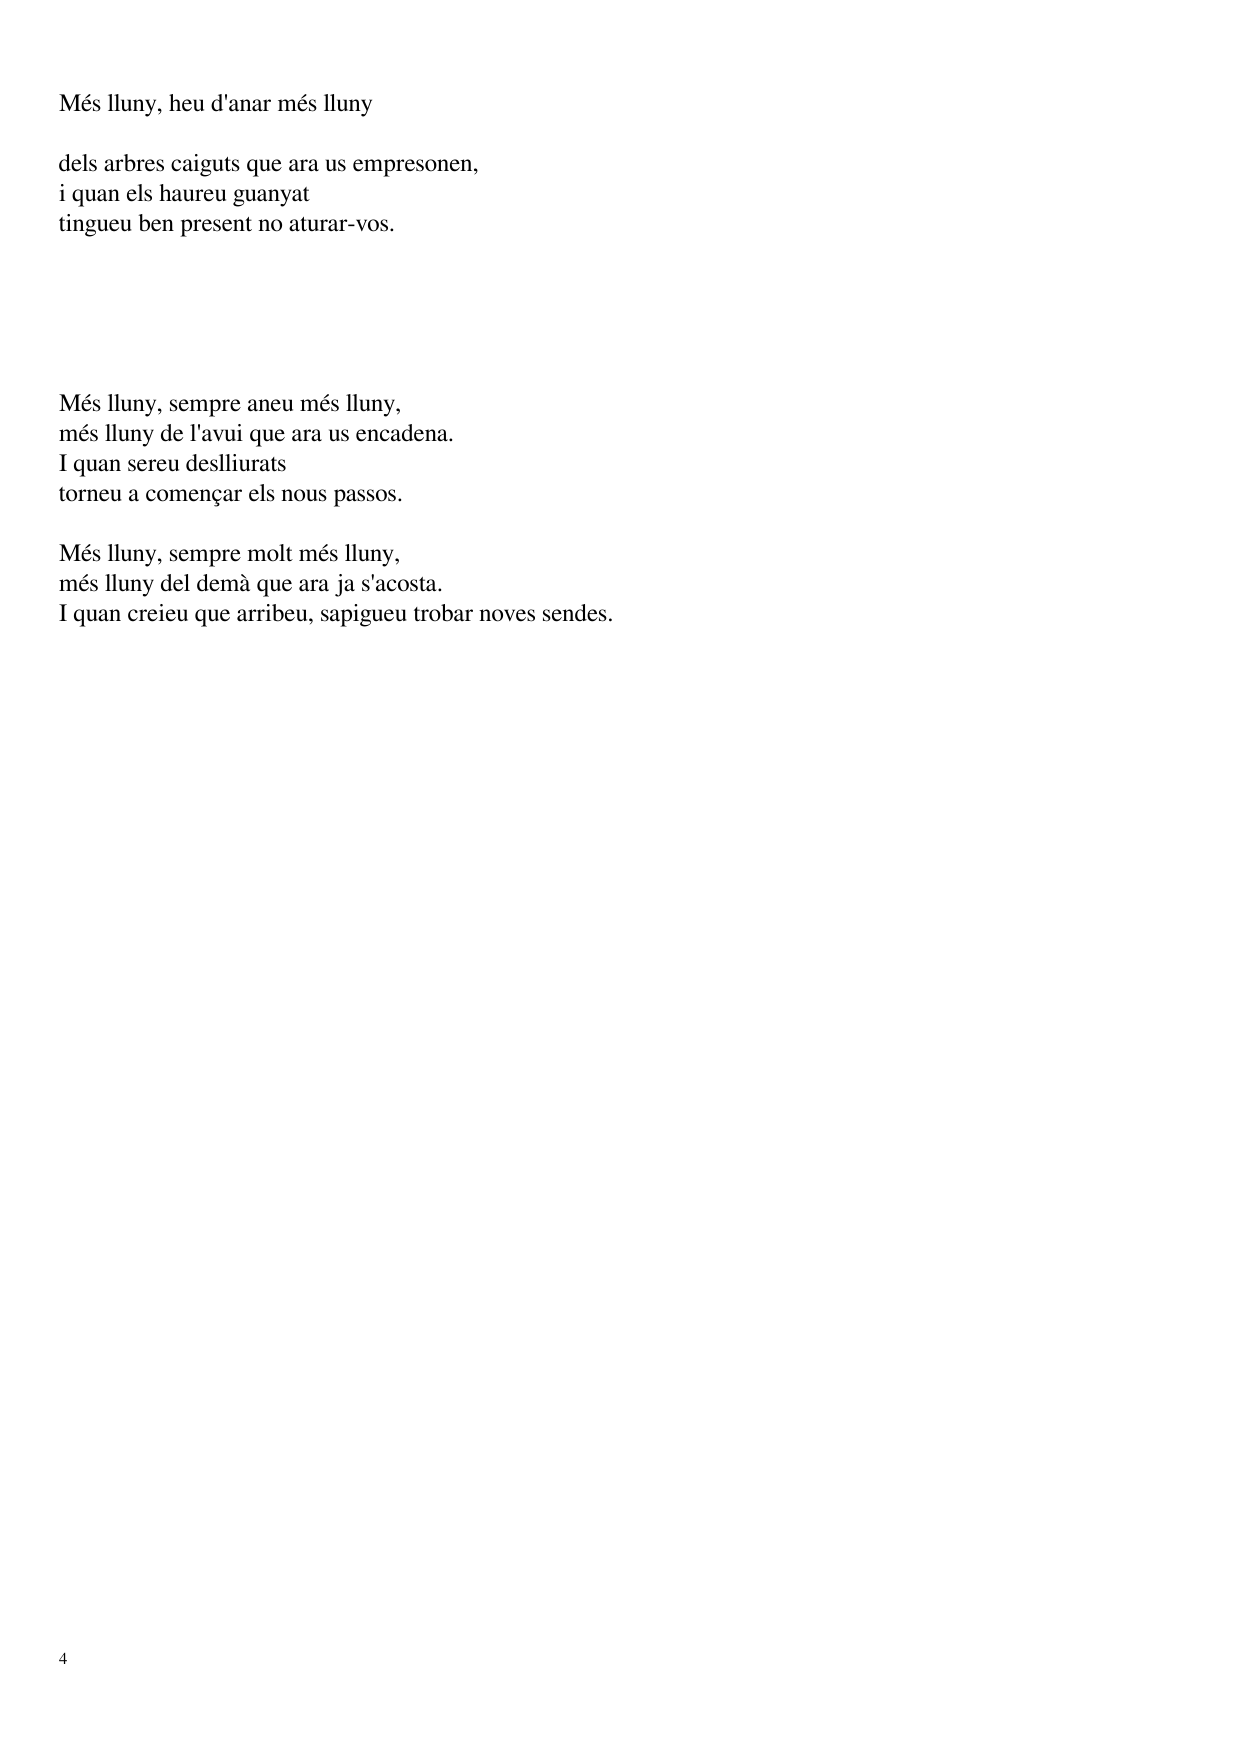 Més lluny, heu d'anar més lluny
dels arbres caiguts que ara us empresonen,
i quan els haureu guanyat
tingueu ben present no aturar-vos.
Més lluny, sempre aneu més lluny,
més lluny de l'avui que ara us encadena.
I quan sereu deslliurats
torneu a començar els nous passos.
Més lluny, sempre molt més lluny,
més lluny del demà que ara ja s'acosta.
I quan creieu que arribeu, sapigueu trobar noves sendes.
4